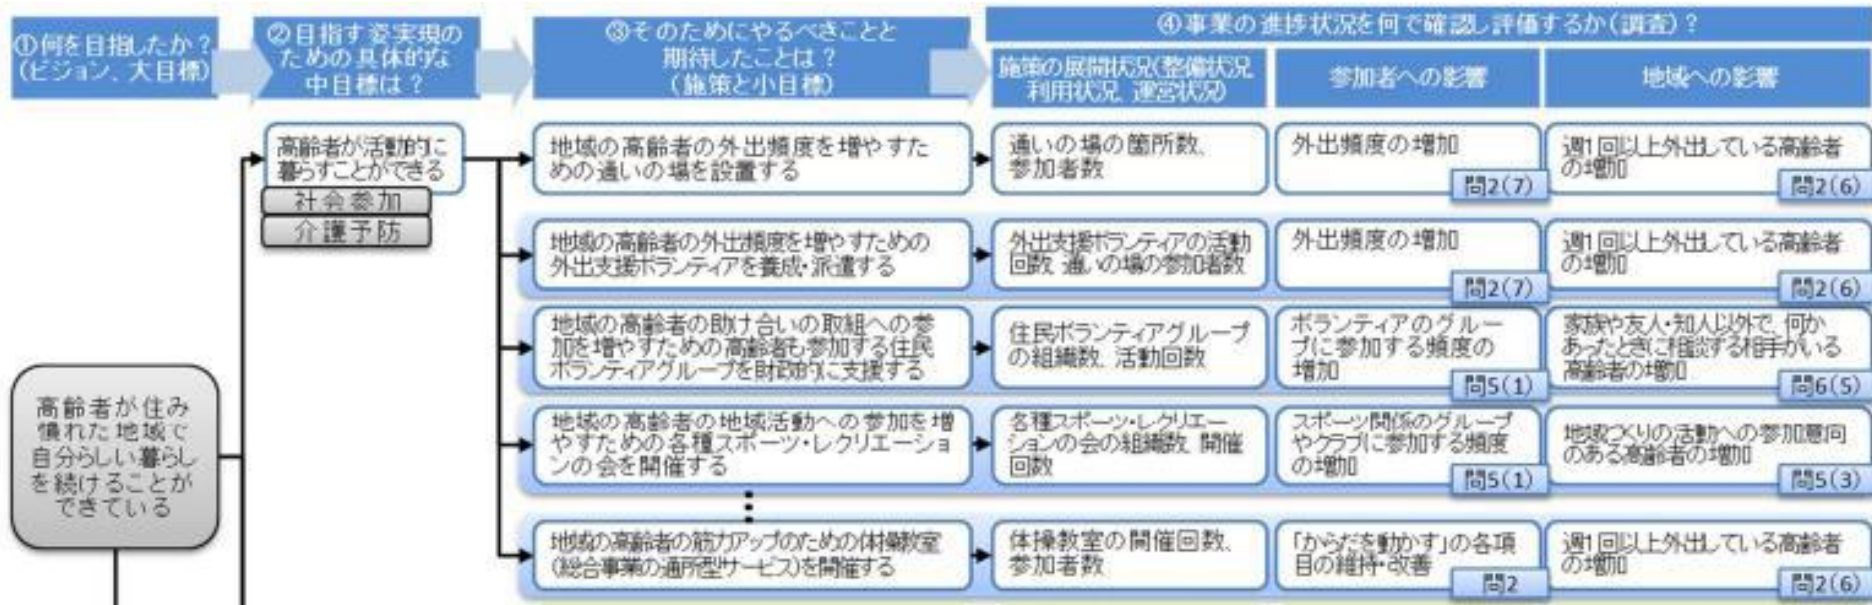 ①何を目指したか？
（ビジョン、大目標）
②目指す姿実現の
ための具体的な
中目標は？
③そのためにやるべきことと
期待したことは？
（施策と小目標）
④事業の進捗状況を何で確認し評価するか（調査）？
施策の展開状況(整備状況、
利用状況、運営状況)
参加者への影響
地域への影響
高齢者が活動的に
暮らすことができる
社会参加
介護予防
地域の高齢者の外出頻度を増やすた
めの通いの場を設置する
通いの場の箇所数、
参加者数
外出頻度の増加
問2(7)
週1回以上外出している高齢者
の増加
問2(6)
地域の高齢者の外出頻度を増やすための
外出支援ボランティアを養成・派遣する
外出支援ボランティアの活動
回数、通いの場の参加者数
外出頻度の増加
問2(7)
週1回以上外出している高齢者
の増加
問2(6)
地域の高齢者の助け合いの取組への参
加を増やすための高齢者も参加する住民
ボランティアグループを財政的に支援する
住民ボランティアグループ
の組織数、活動回数
ボランティアのグルー
プに参加する頻度の
増加
問5(1)
家族や友人・知人以外で、何か
あったときに相談する相手がいる
高齢者の増加
問6(5)
高齢者が住み
慣れた地域で
自分らしい暮らし
を続けることが
できている
地域の高齢者の地域活動への参加を増
やすための各種スポーツ・レクリエーショ
ンの会を開催する
各種スポーツ・レクリエー
ションの会の組織数、開催
回数
スポーツ関係のグループ
やクラブに参加する頻度
の増加
問5(1)
地域づくりの活動への参加意向
のある高齢者の増加
問5(3)
地域の高齢者の筋力アップのための体操教室
(総合事業の通所型サービス)を開催する
体操教室の開催回数、
参加者数
「からだを動かす」の各項
目の維持・改善
問2
週1回以上外出している高齢者
の増加
問2(6)